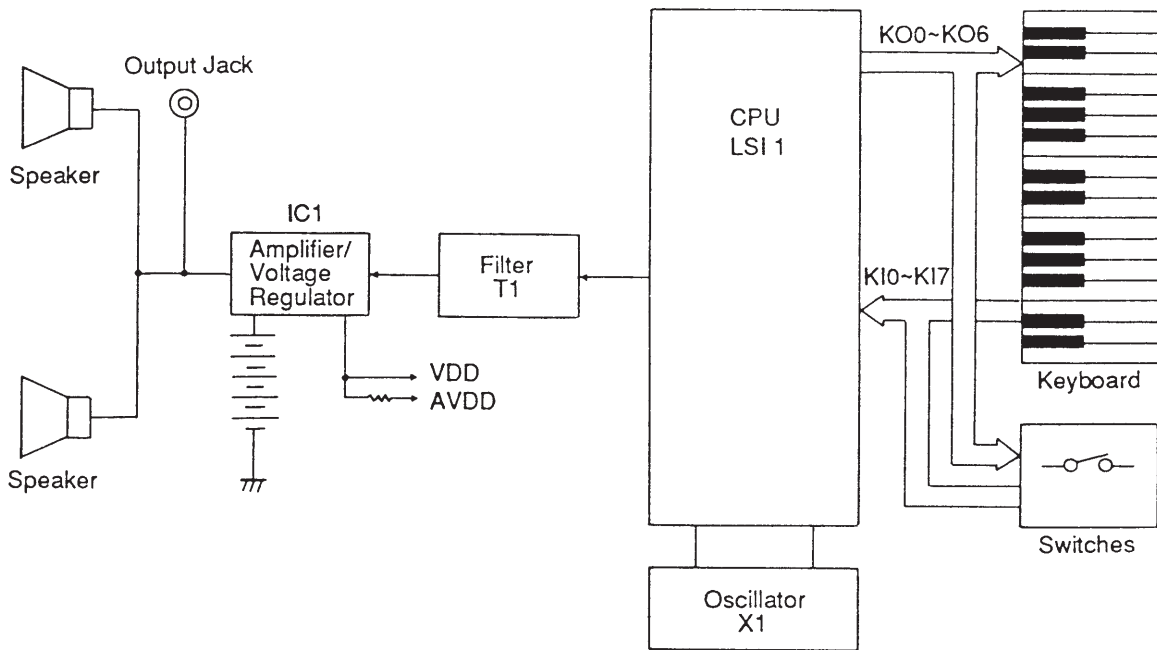 KO0~KO6
Output Jack
CPU
LSI 1
Speaker
IC1
Amplifier/
Voltage
Regulator
Filter
T1
KI0~KI7
VDD
AVDD
Keyboard
Speaker
Switches
Oscillator
X1